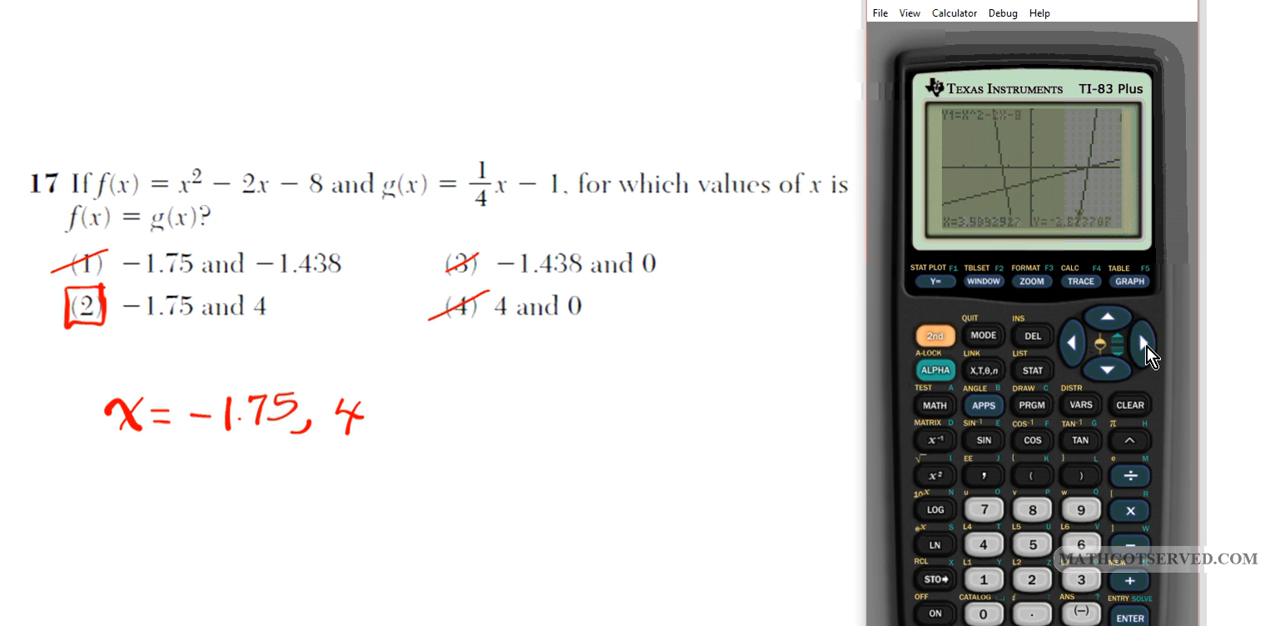 File View Calculator Debug Help
TEXAS INSTRUMENTS TI-83 Plus
Y1=X^2-2X-8
17 If f(x) = x² − 2x − 8 and g(x) = 1/4 x − 1, for which values of x is
f(x) = g(x)?
(1) −1.75 and −1.438 (3) −1.438 and 0
(2) −1.75 and 4 (4) 4 and 0
x = −1.75, 4
STAT PLOT F1 TBLSET F2 FORMAT F3 CALC F4 TABLE F5
Y= WINDOW ZOOM TRACE GRAPH
QUIT INS
2nd MODE DEL
A-LOCK LINK LIST
ALPHA X,T,θ,n STAT
TEST A ANGLE B DRAW C DISTR
MATH APPS PRGM VARS CLEAR
MATRIX D SIN⁻¹ E COS⁻¹ F TAN⁻¹ G π H
x⁻¹ SIN COS TAN ^
√ I EE J { K } L e M
x² , ( ) ÷
10ˣ N u O v P w Q [ R
LOG 7 8 9 X
eˣ S L4 T L5 U L6 V ] W
LN 4 5 6 −
MATHGOTSERVED.COM
RCL X L1 Y L2
STO 1 2 3 +
OFF CATALOG ANS ? ENTRY SOLVE
ON 0 . (−) ENTER